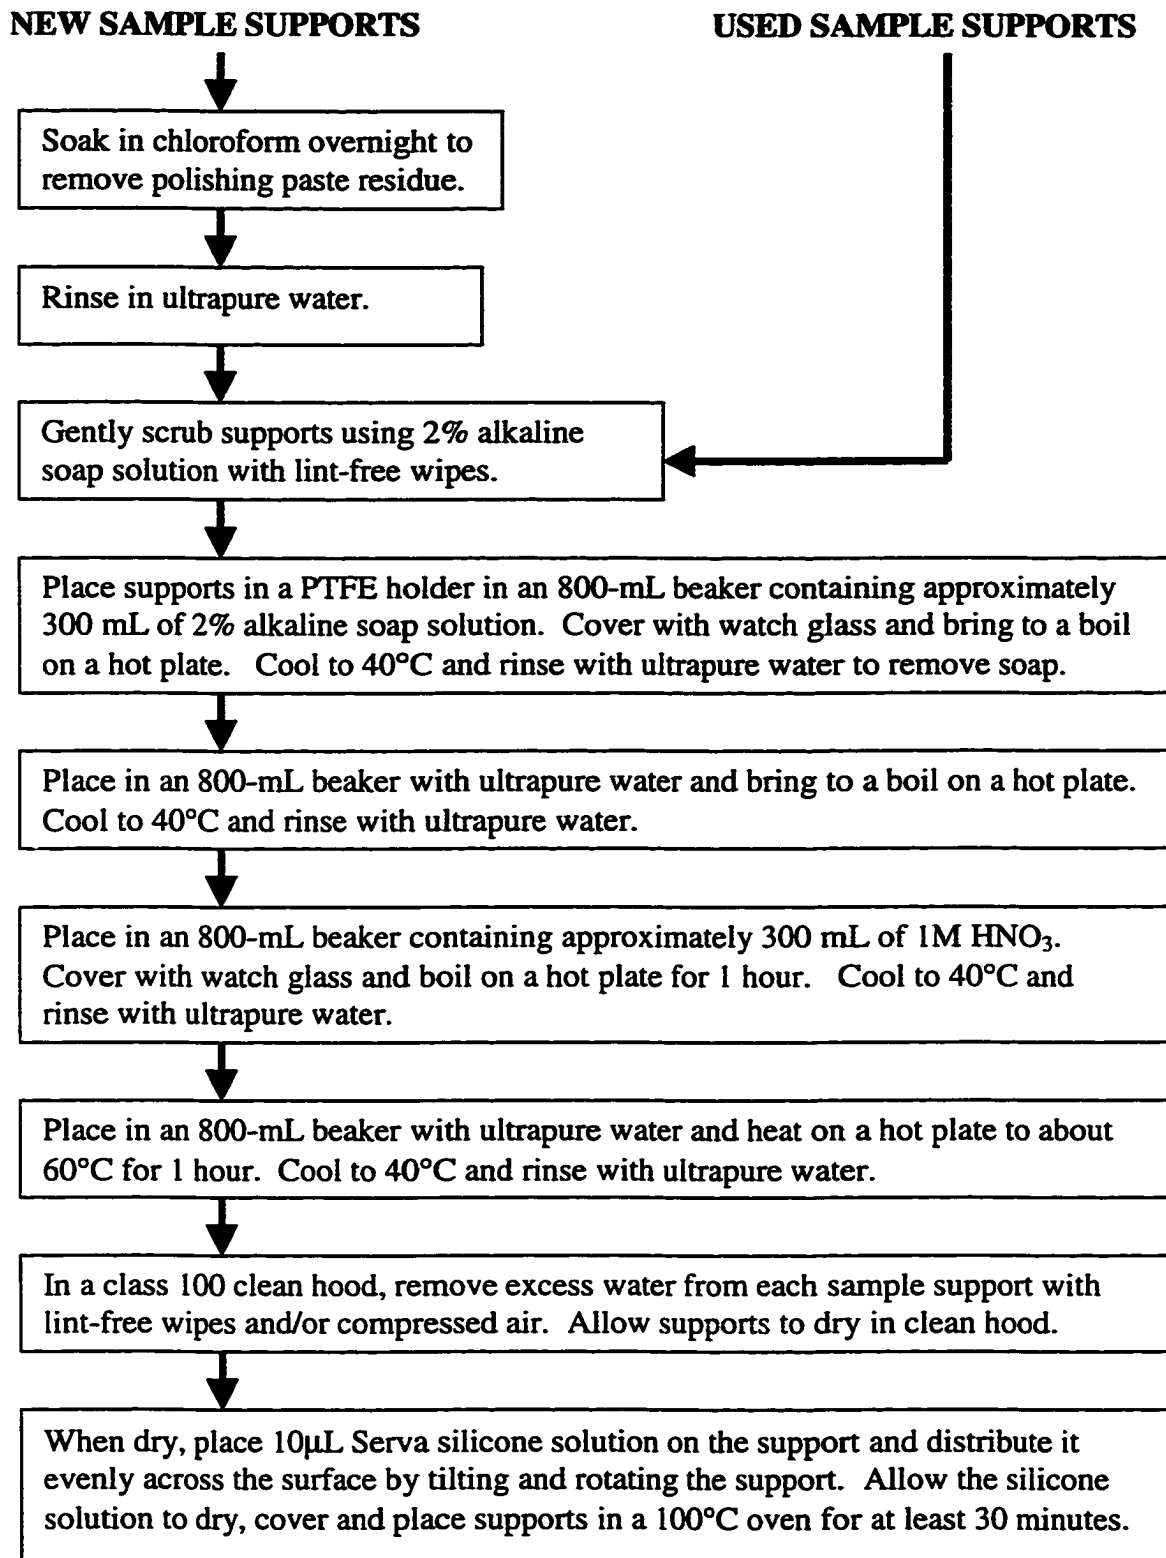 NEW SAMPLE SUPPORTS
USED SAMPLE SUPPORTS
Soak in chloroform overnight to
remove polishing paste residue.
Rinse in ultrapure water.
Gently scrub supports using 2% alkaline
soap solution with lint-free wipes.
Place supports in a PTFE holder in an 800-mL beaker containing approximately
300 mL of 2% alkaline soap solution. Cover with watch glass and bring to a boil
on a hot plate. Cool to 40°C and rinse with ultrapure water to remove soap.
Place in an 800-mL beaker with ultrapure water and bring to a boil on a hot plate.
Cool to 40°C and rinse with ultrapure water.
Place in an 800-mL beaker containing approximately 300 mL of 1M HNO₃.
Cover with watch glass and boil on a hot plate for 1 hour. Cool to 40°C and
rinse with ultrapure water.
Place in an 800-mL beaker with ultrapure water and heat on a hot plate to about
60°C for 1 hour. Cool to 40°C and rinse with ultrapure water.
In a class 100 clean hood, remove excess water from each sample support with
lint-free wipes and/or compressed air. Allow supports to dry in clean hood.
When dry, place 10µL Serva silicone solution on the support and distribute it
evenly across the surface by tilting and rotating the support. Allow the silicone
solution to dry, cover and place supports in a 100°C oven for at least 30 minutes.